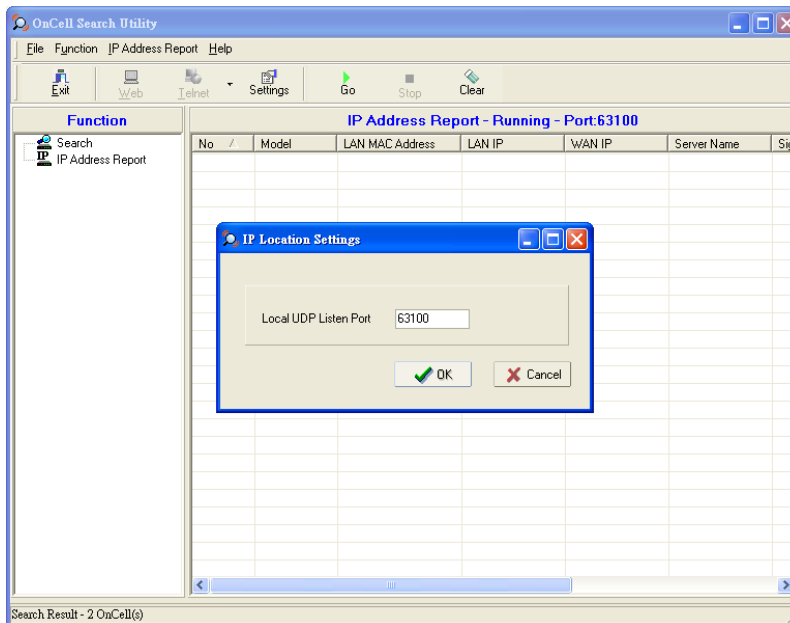 OnCell Search Utility
File Function IP Address Report Help
Exit Web Telnet Settings Go Stop Clear
Function
IP Address Report - Running - Port:63100
No Model LAN MAC Address LAN IP WAN IP Server Name Sig
Search
IP Address Report
IP Location Settings
Local UDP Listen Port 63100
OK Cancel
Search Result - 2 OnCell(s)